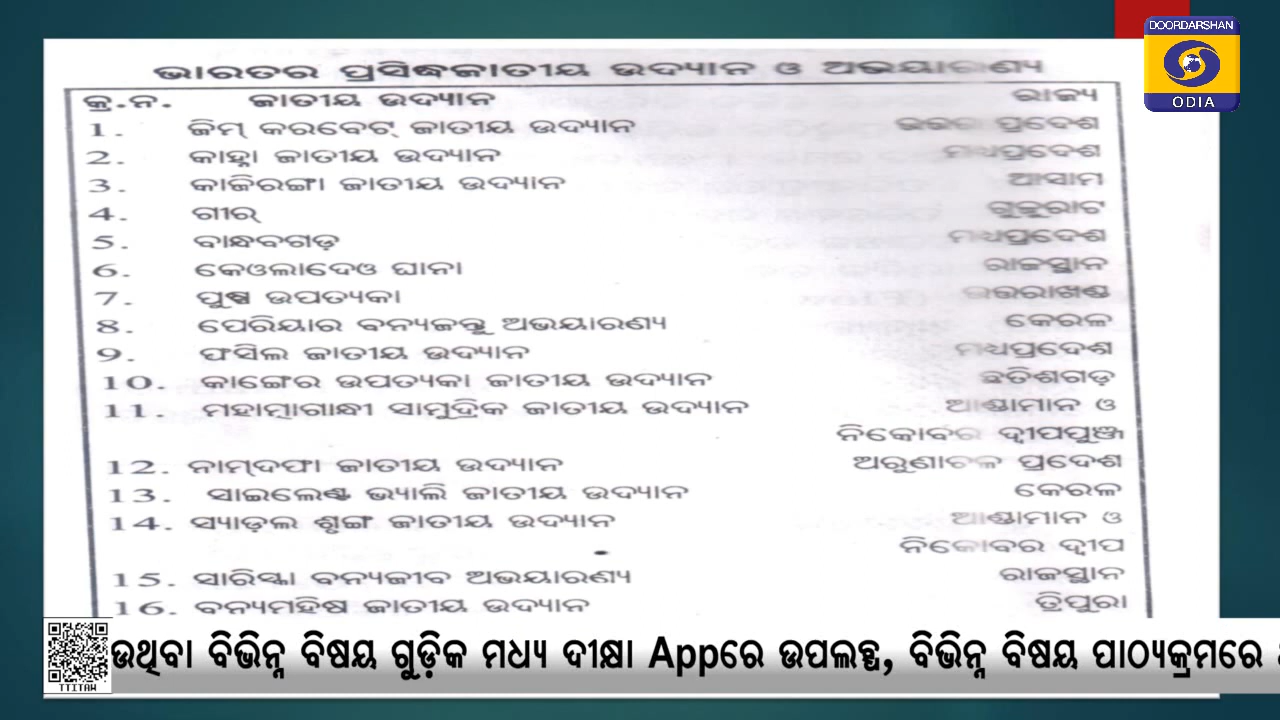 DOORDARSHAN
ODIA
ଭାରତର ପ୍ରସିଦ୍ଧଜାତୀୟ ଉଦ୍ୟାନ ଓ ଅଭୟାରଣ୍ୟ
କ୍ର.ନ. ଜାତୀୟ ଉଦ୍ୟାନ ରାଜ୍ୟ
1. ଜିମ୍ କରବେଟ୍ ଜାତୀୟ ଉଦ୍ୟାନ ଉତ୍ତର ପ୍ରଦେଶ
2. କାହ୍ନା ଜାତୀୟ ଉଦ୍ୟାନ ମଧ୍ୟପ୍ରଦେଶ
3. କାଜିରଙ୍ଗା ଜାତୀୟ ଉଦ୍ୟାନ ଆସାମ
4. ଗୀର୍ ଗୁଜୁରାଟ
5. ବାନ୍ଧବଗଡ଼ ମଧ୍ୟପ୍ରଦେଶ
6. କେଓଲାଦେଓ ଘାନା ରାଜସ୍ଥାନ
7. ପୁଷ୍ପ ଉପତ୍ୟକା ଉତ୍ତରାଖଣ୍ଡ
8. ପେରିୟାର ବନ୍ୟଜନ୍ତୁ ଅଭୟାରଣ୍ୟ କେରଳ
9. ଫସିଲ ଜାତୀୟ ଉଦ୍ୟାନ ମଧ୍ୟପ୍ରଦେଶ
10. କାଙ୍ଗେର ଉପତ୍ୟକା ଜାତୀୟ ଉଦ୍ୟାନ ଛତିଶଗଡ଼
11. ମହାତ୍ମାଗାନ୍ଧୀ ସାମୁଦ୍ରିକ ଜାତୀୟ ଉଦ୍ୟାନ ଆଣ୍ଡାମାନ ଓ
ନିକୋବର ଦ୍ଵୀପପୁଞ୍ଜ
12. ନାମ୍‌ଦଫା ଜାତୀୟ ଉଦ୍ୟାନ ଅରୁଣାଚଳ ପ୍ରଦେଶ
13. ସାଇଲେଣ୍ଟ ଭ୍ୟାଲି ଜାତୀୟ ଉଦ୍ୟାନ କେରଳ
14. ସ୍ୟାଡ଼ଲ ଶୃଙ୍ଗ ଜାତୀୟ ଉଦ୍ୟାନ ଆଣ୍ଡାମାନ ଓ
ନିକୋବର ଦ୍ଵୀପ
15. ସାରିସ୍କା ବନ୍ୟଜୀବ ଅଭୟାରଣ୍ୟ ରାଜସ୍ଥାନ
16. ବନ୍ୟମହିଷ ଜାତୀୟ ଉଦ୍ୟାନ ତ୍ରିପୁରା
TTITAW
ଉଥିବା ବିଭିନ୍ନ ବିଷୟ ଗୁଡ଼ିକ ମଧ୍ୟ ଦୀକ୍ଷା Appରେ ଉପଲବ୍ଧ, ବିଭିନ୍ନ ବିଷୟ ପାଠ୍ୟକ୍ରମରେ